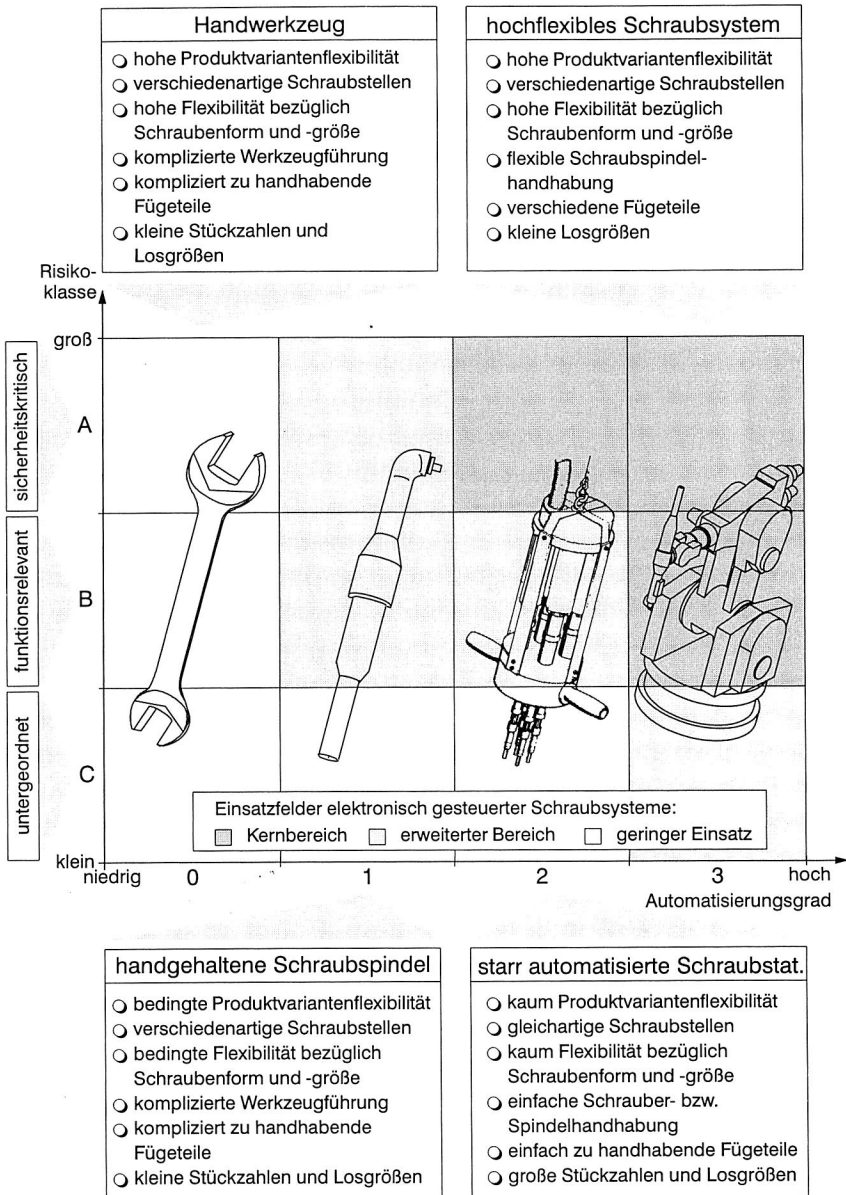 Handwerkzeug
hohe Produktvariantenflexibilität
verschiedenartige Schraubstellen
hohe Flexibilität bezüglich
Schraubenform und -größe
komplizierte Werkzeugführung
kompliziert zu handhabende
Fügeteile
kleine Stückzahlen und
Losgrößen
hochflexibles Schraubsystem
hohe Produktvariantenflexibilität
verschiedenartige Schraubstellen
hohe Flexibilität bezüglich
Schraubenform und -größe
flexible Schraubspindel-
handhabung
verschiedene Fügeteile
kleine Losgrößen
Risiko-
klasse
groß
sicherheitskritisch
A
funktionsrelevant
B
untergeordnet
C
klein
Einsatzfelder elektronisch gesteuerter Schraubsysteme:
Kernbereich erweiterter Bereich geringer Einsatz
niedrig 0 1 2 3 hoch
Automatisierungsgrad
handgehaltene Schraubspindel
bedingte Produktvariantenflexibilität
verschiedenartige Schraubstellen
bedingte Flexibilität bezüglich
Schraubenform und -größe
komplizierte Werkzeugführung
kompliziert zu handhabende
Fügeteile
kleine Stückzahlen und Losgrößen
starr automatisierte Schraubstat.
kaum Produktvariantenflexibilität
gleichartige Schraubstellen
kaum Flexibilität bezüglich
Schraubenform und -größe
einfache Schrauber- bzw.
Spindelhandhabung
einfach zu handhabende Fügeteile
große Stückzahlen und Losgrößen